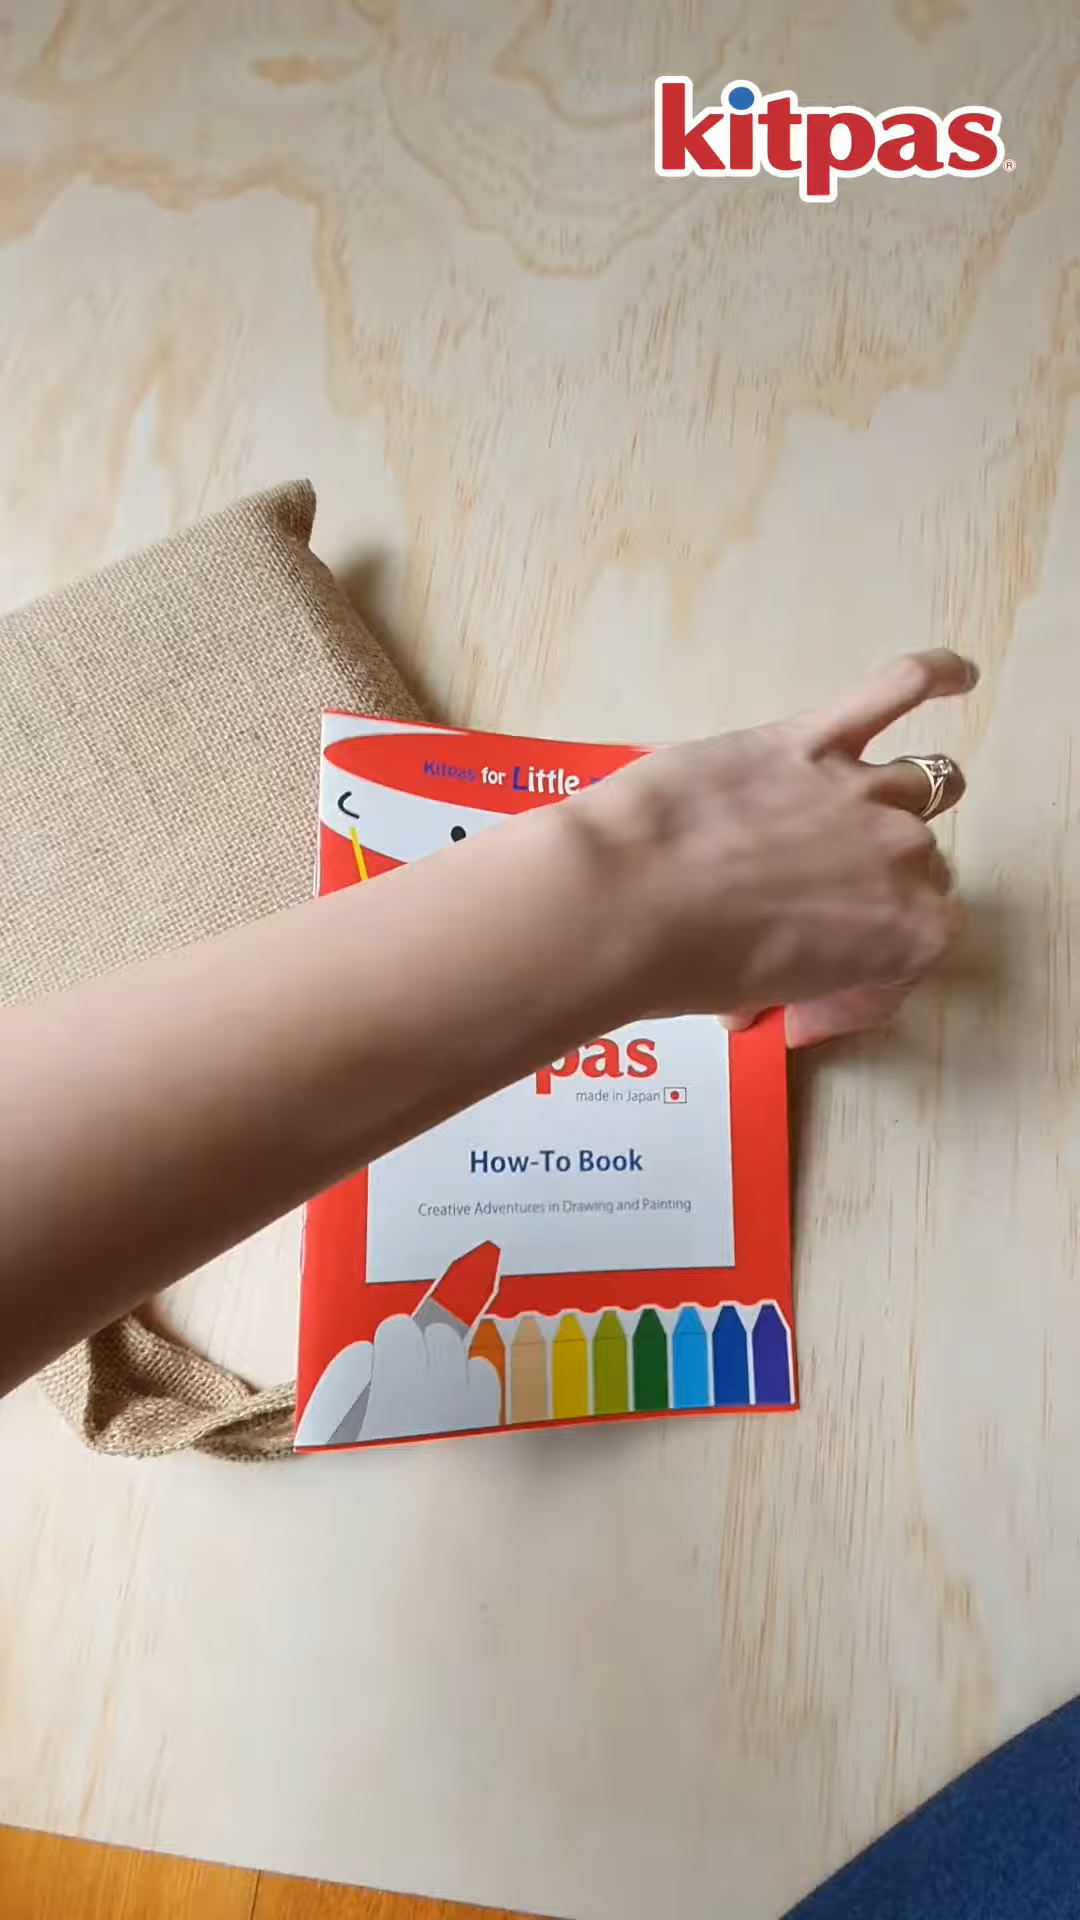 kitpas®
Kitpas for Little
pas
made in Japan
How-To Book
Creative Adventures in Drawing and Painting